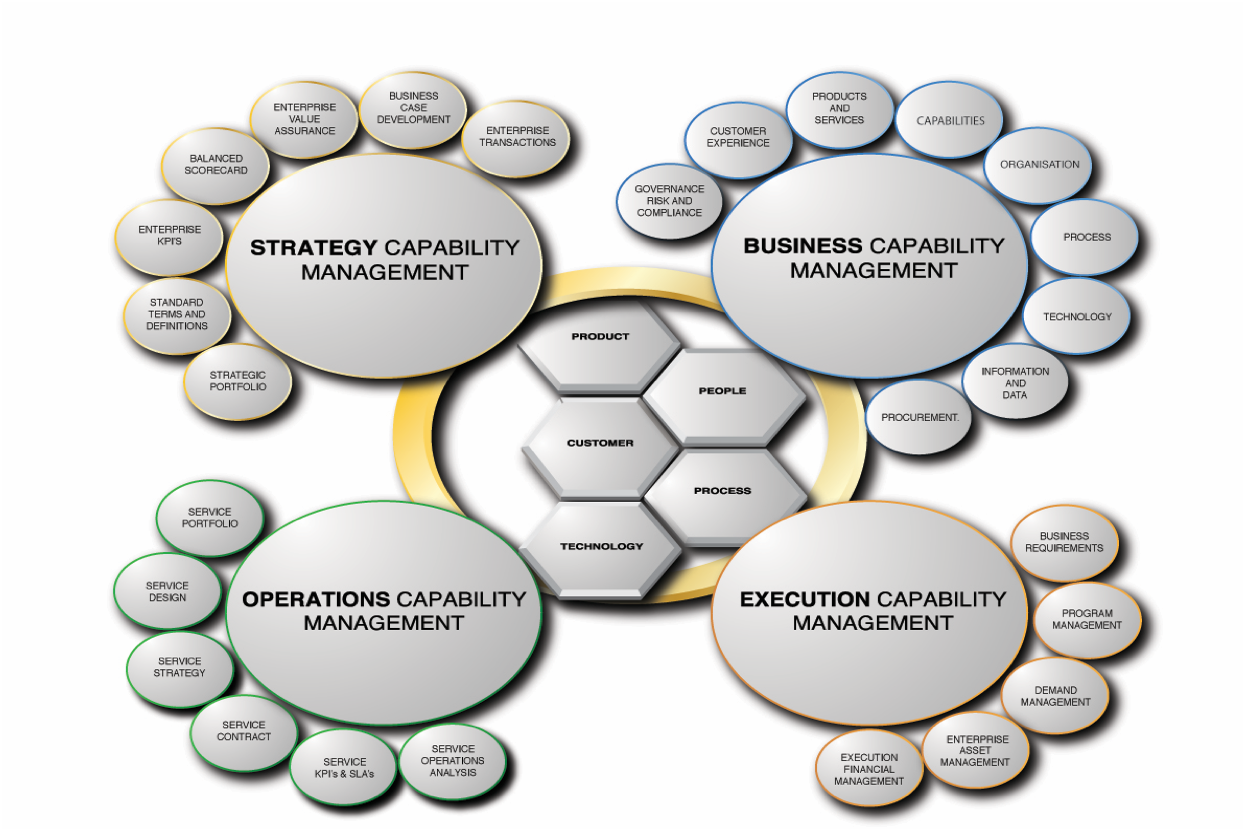 ENTERPRISE
VALUE
ASSURANCE
BUSINESS
CASE
DEVELOPMENT
ENTERPRISE
TRANSACTIONS
BALANCED
SCORECARD
ENTERPRISE
KPI'S
STANDARD
TERMS AND
DEFINITIONS
STRATEGIC
PORTFOLIO
STRATEGY CAPABILITY
MANAGEMENT
GOVERNANCE
RISK AND
COMPLIANCE
CUSTOMER
EXPERIENCE
PRODUCTS
AND
SERVICES
CAPABILITIES
ORGANISATION
PROCESS
TECHNOLOGY
INFORMATION
AND
DATA
PROCUREMENT.
BUSINESS CAPABILITY
MANAGEMENT
PRODUCT
PEOPLE
CUSTOMER
PROCESS
TECHNOLOGY
SERVICE
PORTFOLIO
SERVICE
DESIGN
SERVICE
STRATEGY
SERVICE
CONTRACT
SERVICE
KPI's & SLA's
SERVICE
OPERATIONS
ANALYSIS
OPERATIONS CAPABILITY
MANAGEMENT
EXECUTION CAPABILITY
MANAGEMENT
BUSINESS
REQUIREMENTS
PROGRAM
MANAGEMENT
DEMAND
MANAGEMENT
ENTERPRISE
ASSET
MANAGEMENT
EXECUTION
FINANCIAL
MANAGEMENT